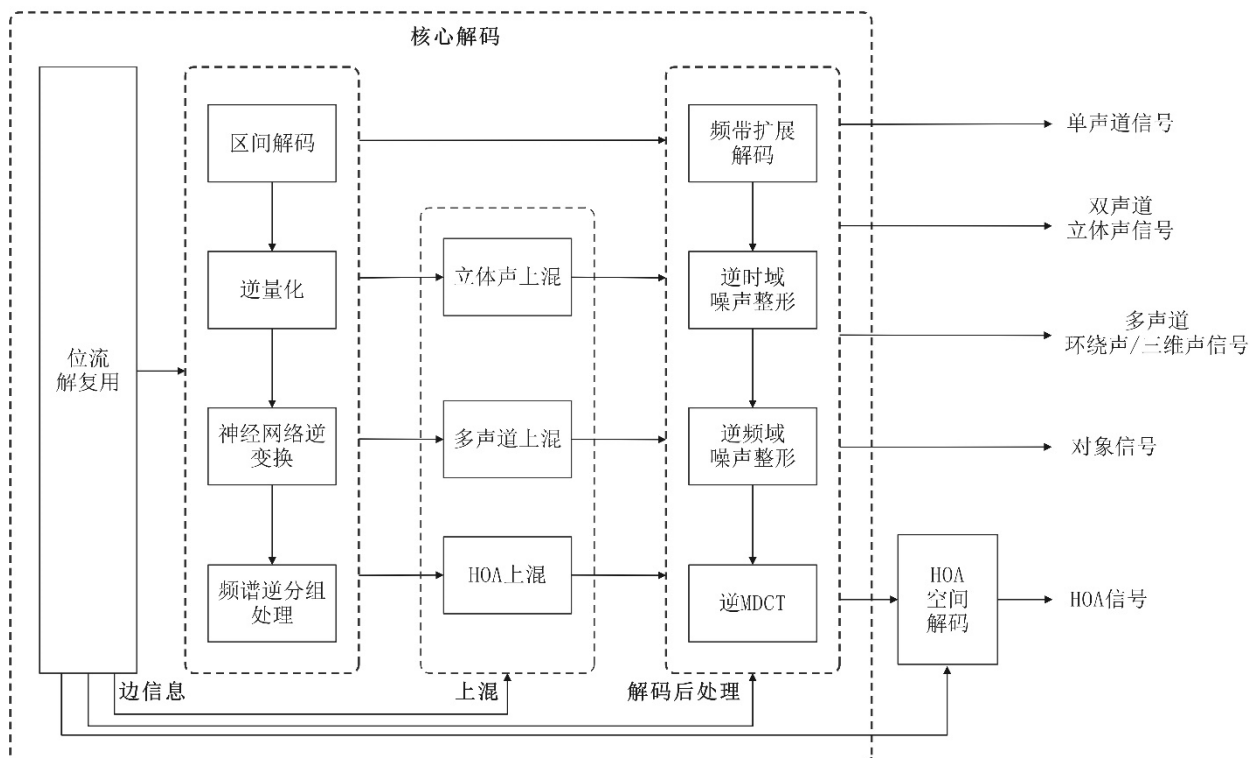 核心解码
位流
解复用
区间解码
逆量化
神经网络逆
变换
频谱逆分组
处理
立体声上混
多声道上混
HOA上混
频带扩展
解码
逆时域
噪声整形
逆频域
噪声整形
逆MDCT
单声道信号
双声道
立体声信号
多声道
环绕声/三维声信号
对象信号
HOA
空间
解码
HOA信号
边信息
上混
解码后处理